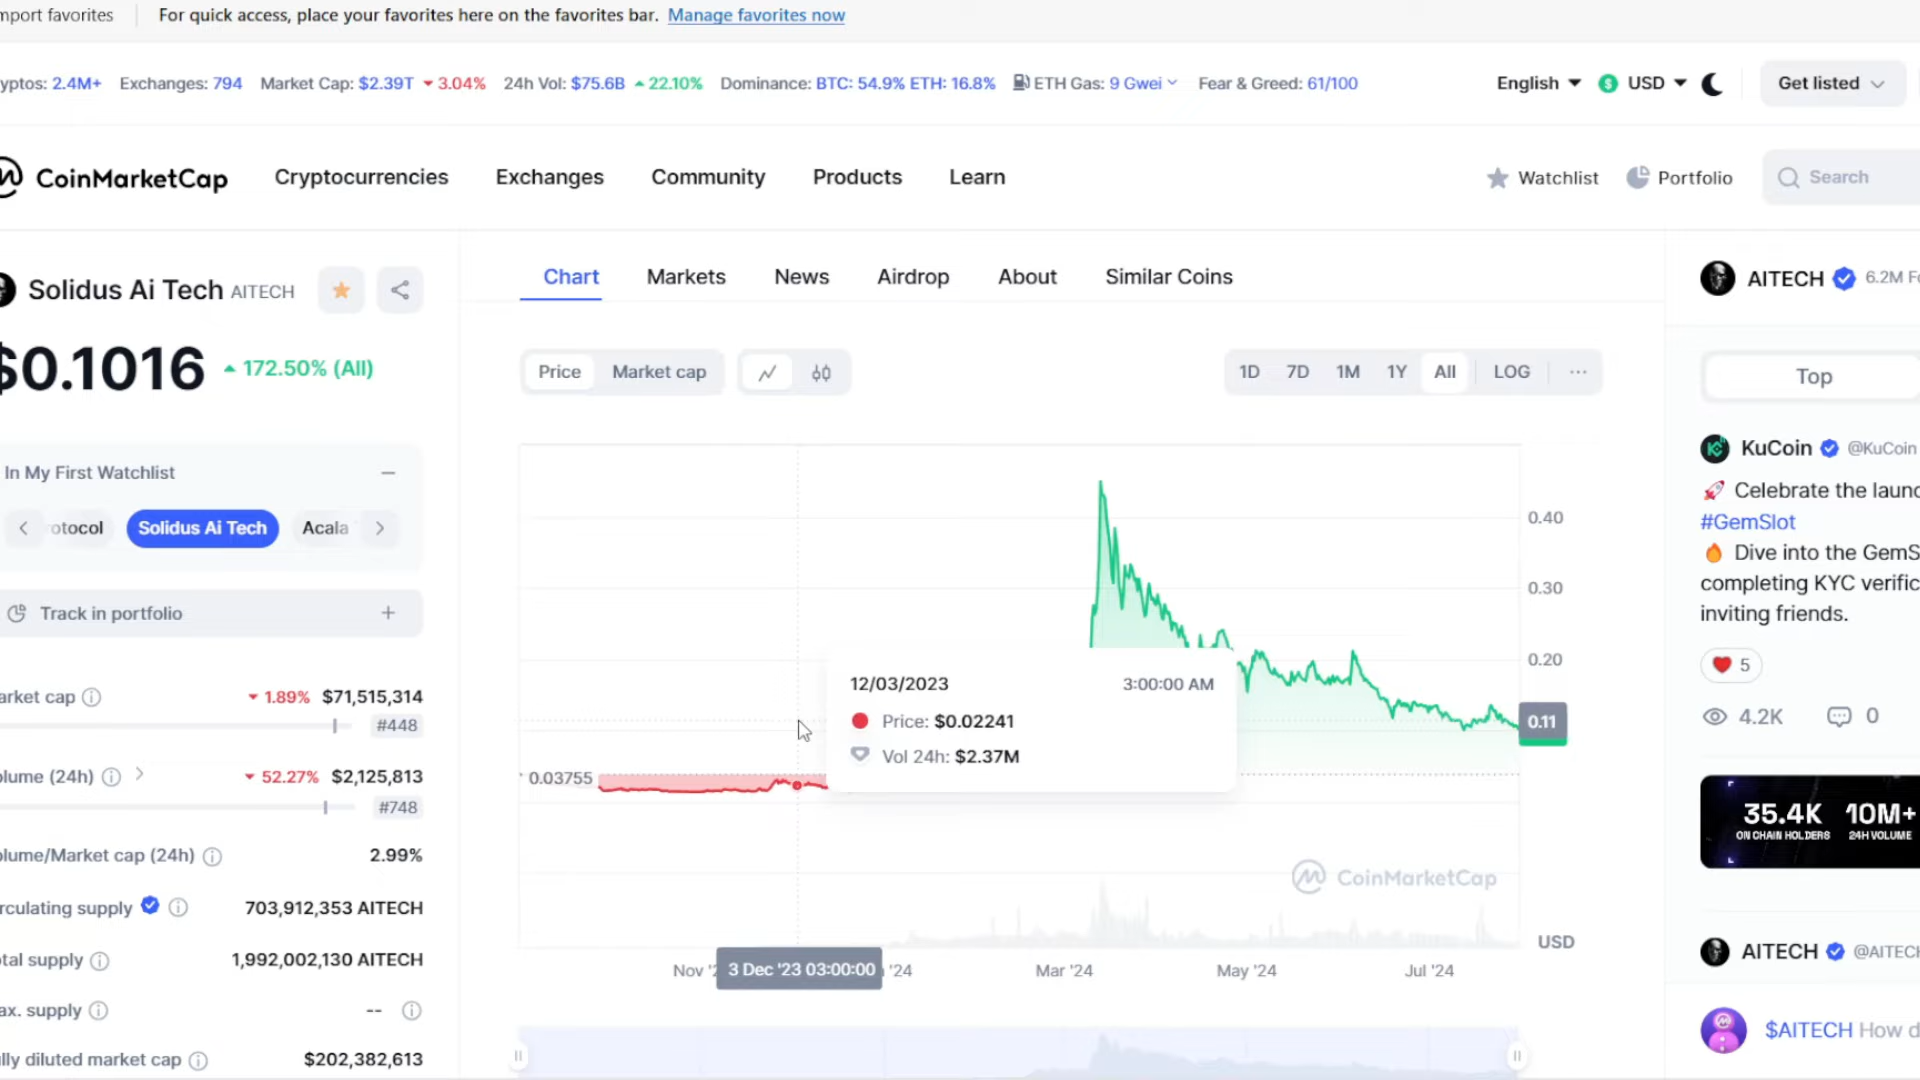 mport favorites
For quick access, place your favorites here on the favorites bar. Manage favorites now
yptos: 2.4M+ Exchanges: 794 Market Cap: $2.39T 3.04% 24h Vol: $75.6B 22.10% Dominance: BTC: 54.9% ETH: 16.8% ETH Gas: 9 Gwei Fear & Greed: 61/100
English USD Get listed
CoinMarketCap Cryptocurrencies Exchanges Community Products Learn
Watchlist Portfolio Search
Solidus Ai Tech AITECH
$0.1016 172.50% (All)
In My First Watchlist
otocol Solidus Ai Tech Acala
Track in portfolio
arket cap 1.89% $71,515,314
#448
olume (24h) 52.27% $2,125,813
#748
olume/Market cap (24h) 2.99%
rculating supply 703,912,353 AITECH
tal supply 1,992,002,130 AITECH
ax. supply --
lly diluted market cap $202,382,613
Chart Markets News Airdrop About Similar Coins
Price Market cap
1D 7D 1M 1Y All LOG ...
0.40
0.30
0.20
0.11
12/03/2023 3:00:00 AM
Price: $0.02241
Vol 24h: $2.37M
0.03755
CoinMarketCap
USD
Nov '2 3 Dec '23 03:00:00 '24 Mar '24 May '24 Jul '24
AITECH 6.2M Fo
Top
KuCoin @KuCoin
Celebrate the launc
#GemSlot
Dive into the GemS
completing KYC verific
inviting friends.
5
4.2K 0
35.4K 10M+
ON CHAIN HOLDERS 24H VOLUME
AITECH @AITECH
$AITECH How d